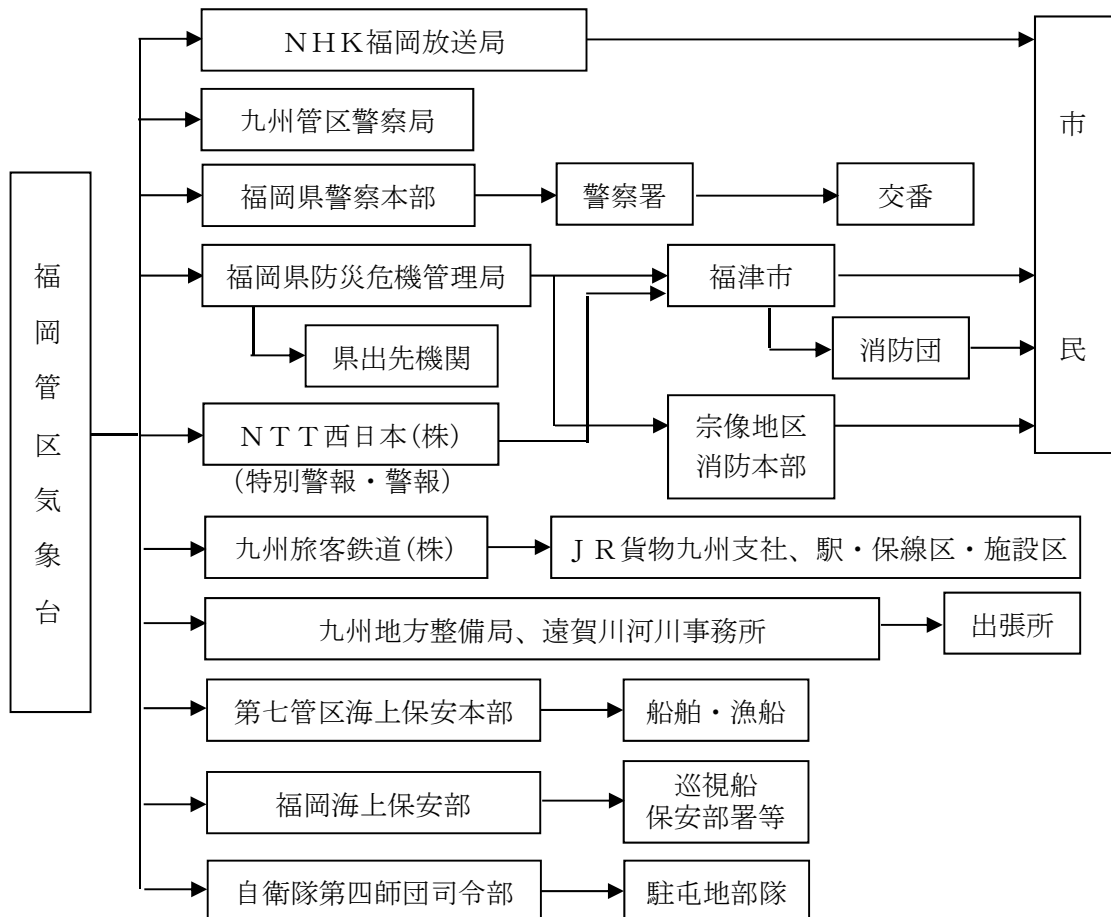 福岡管区気象台
ＮＨＫ福岡放送局
九州管区警察局
福岡県警察本部
警察署
交番
福岡県防災危機管理局
福津市
県出先機関
消防団
ＮＴＴ西日本(株)
(特別警報・警報)
宗像地区
消防本部
九州旅客鉄道(株)
ＪＲ貨物九州支社、駅・保線区・施設区
九州地方整備局、遠賀川河川事務所
出張所
第七管区海上保安本部
船舶・漁船
福岡海上保安部
巡視船
保安部署等
自衛隊第四師団司令部
駐屯地部隊
市民